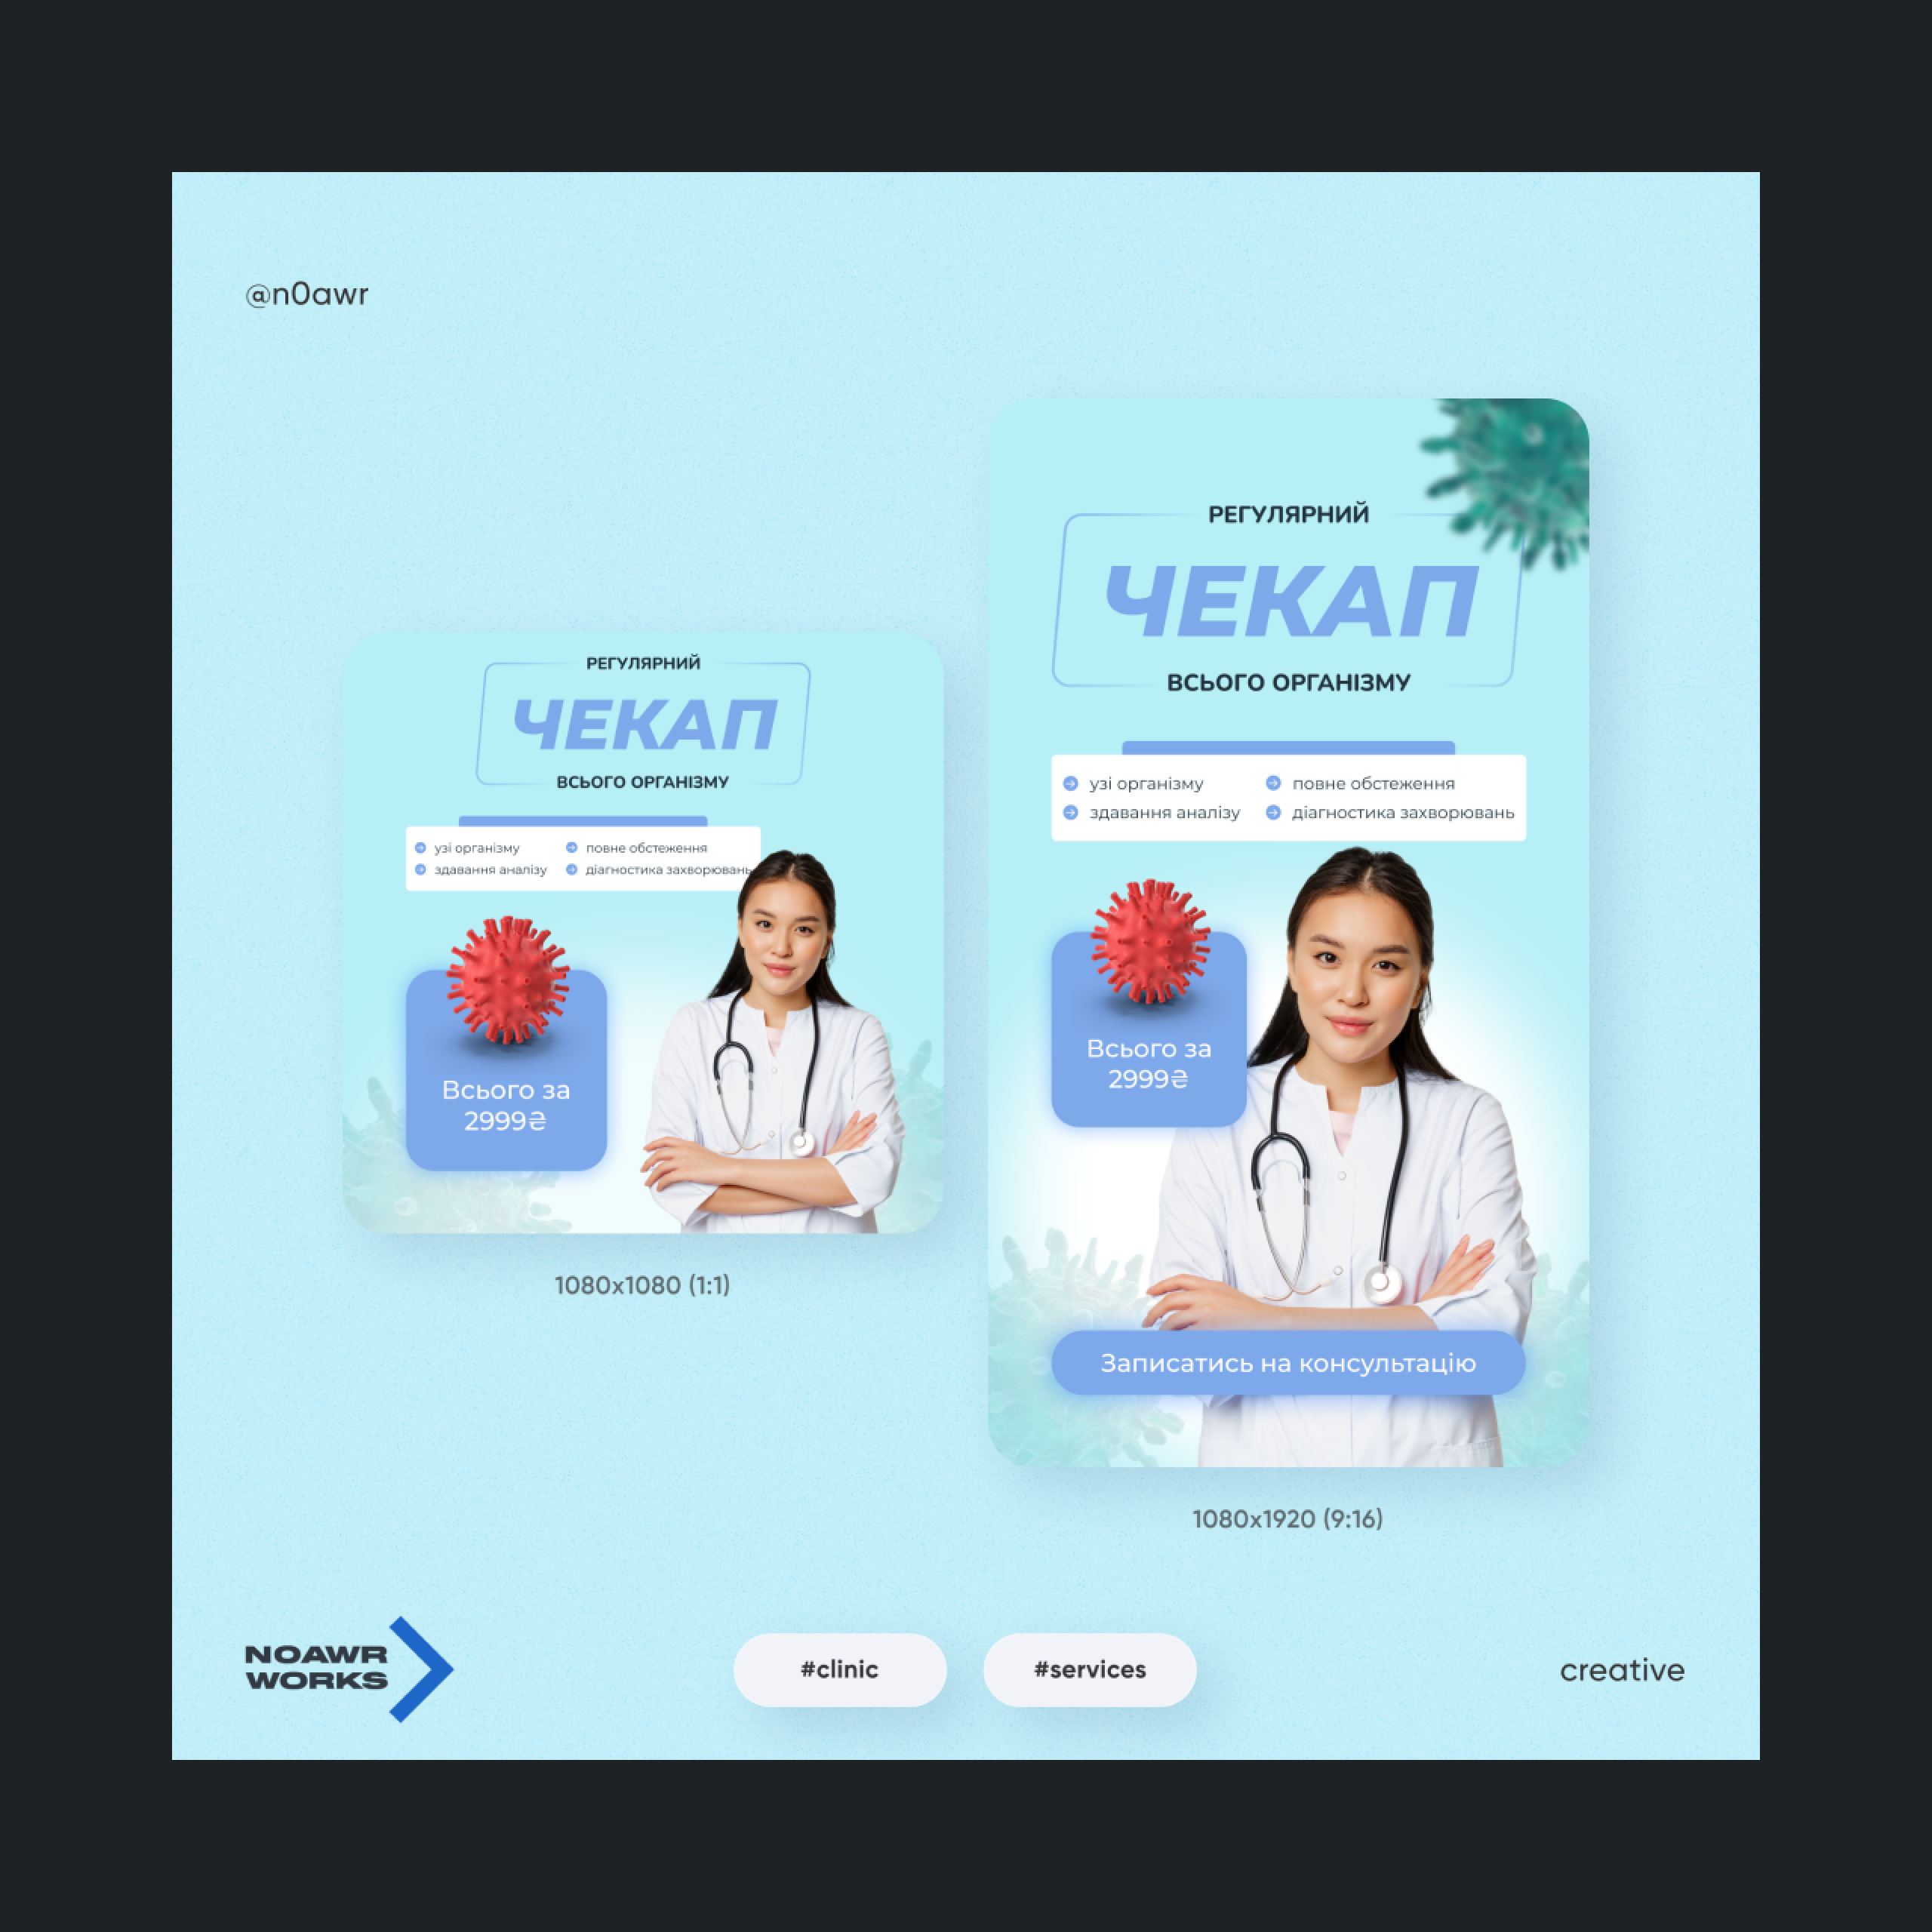 @n0awr
РЕГУЛЯРНИЙ
ЧЕКАП
ВСЬОГО ОРГАНІЗМУ
узі організму
повне обстеження
здавання аналізу
діагностика захворювань
Всього за
2999₴
1080x1080 (1:1)
РЕГУЛЯРНИЙ
ЧЕКАП
ВСЬОГО ОРГАНІЗМУ
узі організму
повне обстеження
здавання аналізу
діагностика захворювань
Всього за
2999₴
Записатись на консультацію
1080x1920 (9:16)
NOAWR
WORKS
#clinic
#services
creative